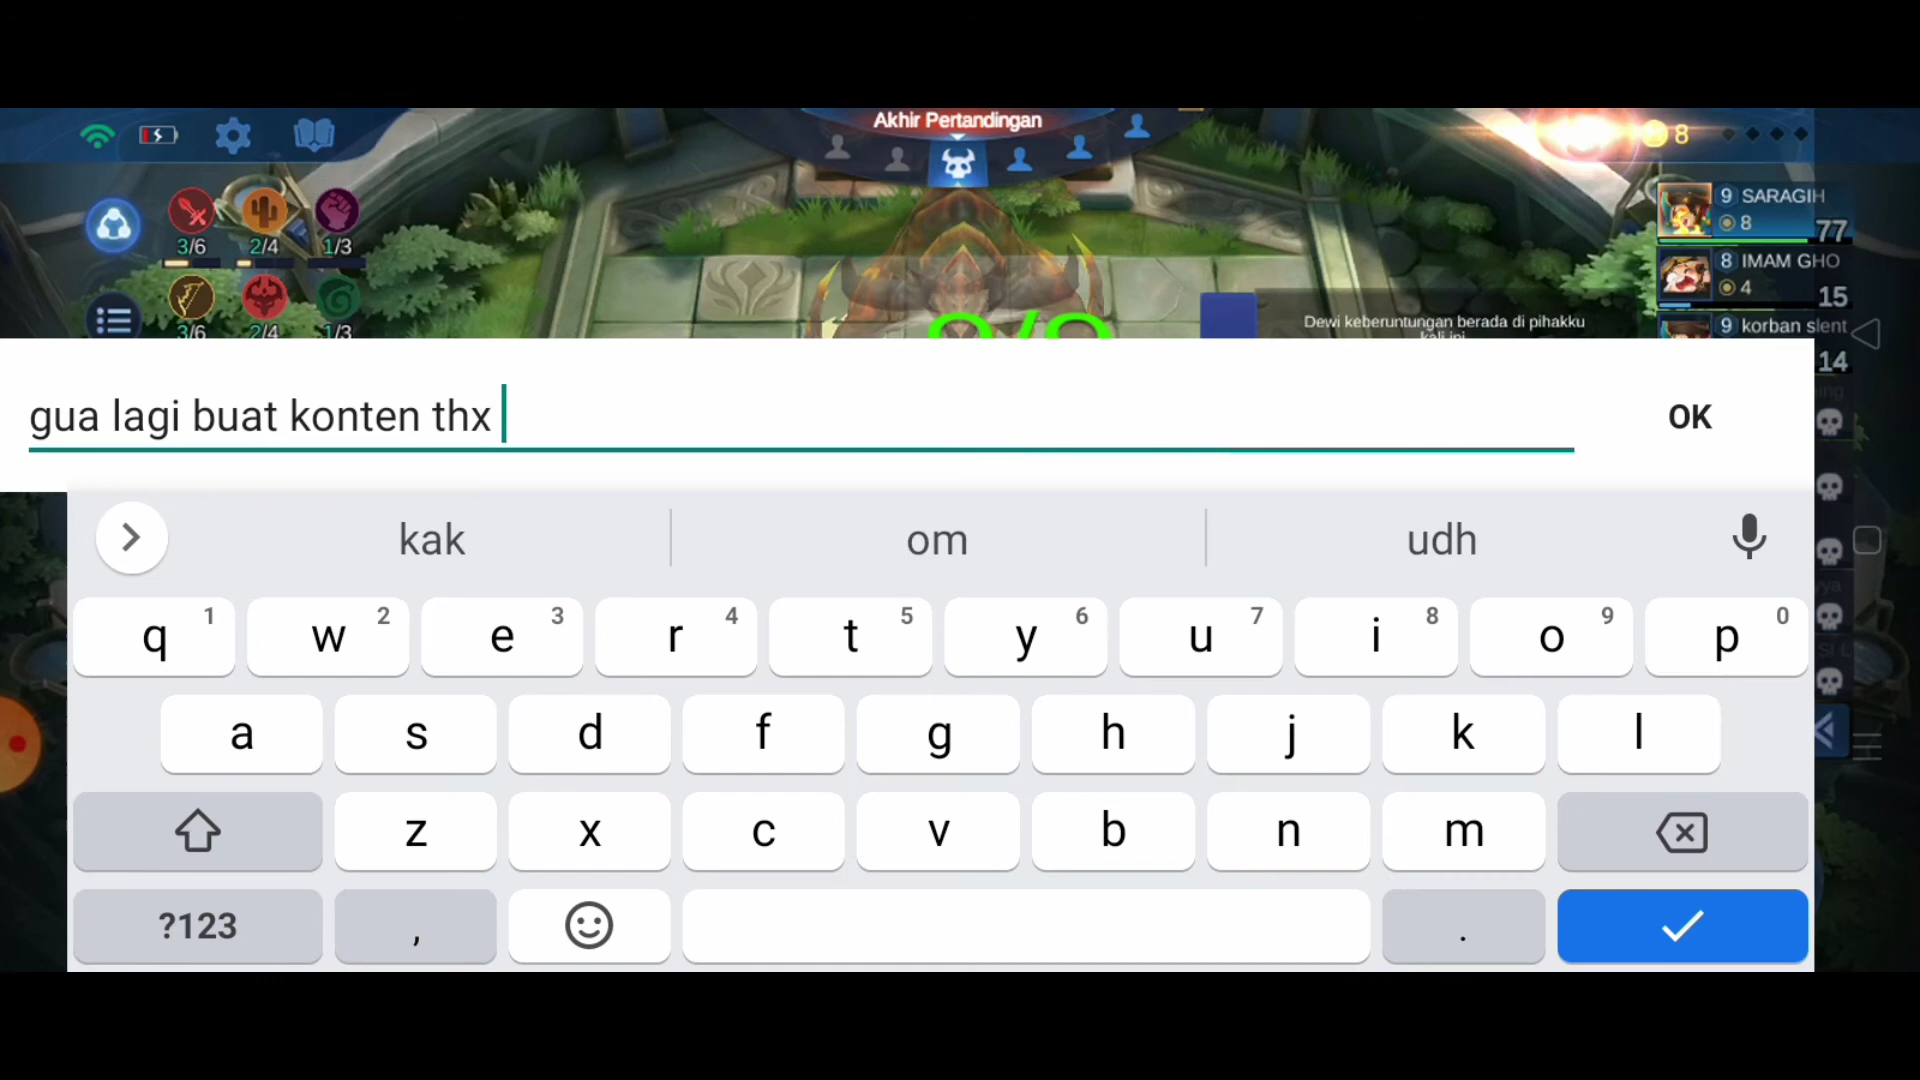 Akhir Pertandingan
8
3/6 2/4 1/3
3/6 2/4 1/3
9 SARAGIH
8 77
8 IMAM GHO
4 15
9 korban slent
14
Dewi keberuntungan berada di pihakku
kali ini
gua lagi buat konten thx
OK
kak om udh
q 1 w 2 e 3 r 4 t 5 y 6 u 7 i 8 o 9 p 0
a s d f g h j k l
z x c v b n m
?123 , .